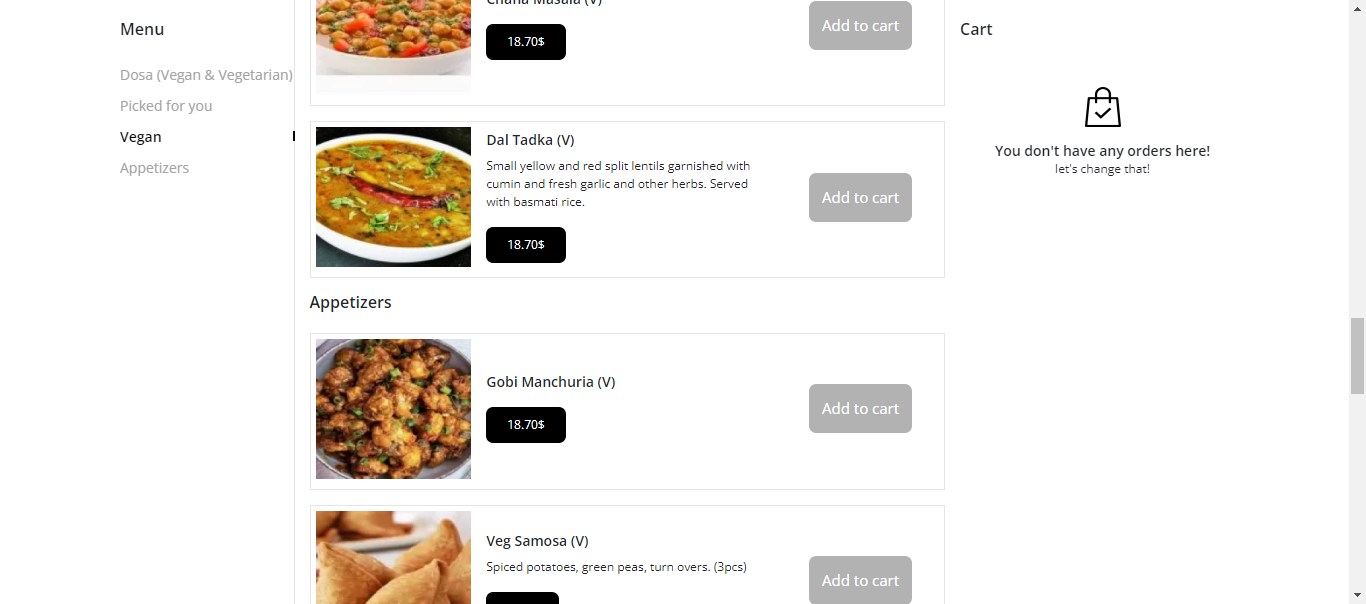 Menu
Dosa (Vegan & Vegetarian)
Picked for you
Vegan
Appetizers
Chana Masala (V)
18.70$
Add to cart
Dal Tadka (V)
Small yellow and red split lentils garnished with
cumin and fresh garlic and other herbs. Served
with basmati rice.
18.70$
Add to cart
Appetizers
Gobi Manchuria (V)
18.70$
Add to cart
Veg Samosa (V)
Spiced potatoes, green peas, turn overs. (3pcs)
Add to cart
Cart
You don't have any orders here!
let's change that!